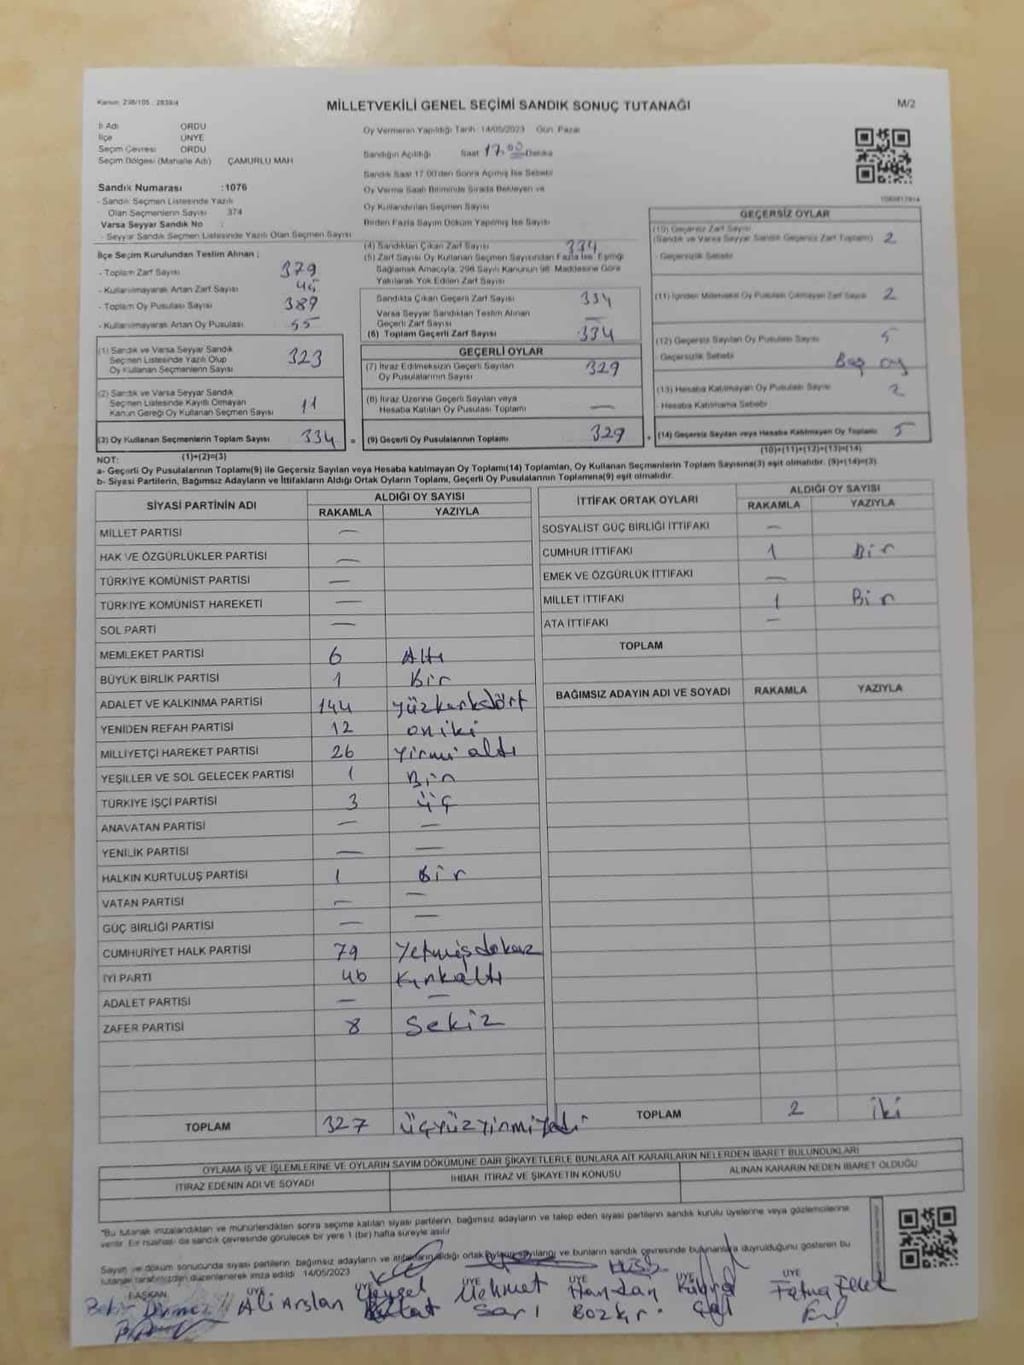 Kanun: 298/105 , 2839/4
MİLLETVEKİLİ GENEL SEÇİMİ SANDIK SONUÇ TUTANAĞI
M/2
İl Adı ORDU
İlçe ÜNYE
Seçim Çevresi ORDU
Seçim Bölgesi (Mahalle Adı) ÇAMURLU MAH
Sandık Numarası :1076
- Sandık Seçmen Listesinde Yazılı
Olan Seçmenlerin Sayısı 374
Varsa Seyyar Sandık No :
- Seyyar Sandık Seçmen Listesinde Yazılı Olan Seçmen Sayısı
Oy Vermenin Yapıldığı Tarih 14/05/2023 Gün Pazar
Sandığın Açıldığı Saat 17.00 Dakika
Sandık Saat 17.00'den Sonra Açılmış İse Sebebi
Oy Verme Saati Bitiminde Sırada Bekleyen ve
Oy Kullandırılan Seçmen Sayısı
Birden Fazla Sayım Döküm Yapılmış İse Sayısı
İlçe Seçim Kurulundan Teslim Alınan ;
- Toplam Zarf Sayısı 379
- Kullanılmayarak Artan Zarf Sayısı 45
- Toplam Oy Pusulası Sayısı 389
- Kullanılmayarak Artan Oy Pusulası 55
(1) Sandık ve Varsa Seyyar Sandık
Seçmen Listesinde Yazılı Olup
Oy Kullanan Seçmenlerin Sayısı 323
(2) Sandık ve Varsa Seyyar Sandık
Seçmen Listesinde Kayıtlı Olmayan
Kanun Gereği Oy Kullanan Seçmen Sayısı 11
(3) Oy Kullanan Seçmenlerin Toplam Sayısı 334
(1)+(2)=(3)
(4) Sandıktan Çıkan Zarf Sayısı 334
(5) Zarf Sayısı Oy Kullanan Seçmen Sayısından Fazla İse Eşitliği
Sağlamak Amacıyla, 298 Sayılı Kanunun 98. Maddesine Göre
Yakılarak Yok Edilen Zarf Sayısı
Sandıkta Çıkan Geçerli Zarf Sayısı 334
Varsa Seyyar Sandıktan Teslim Alınan
Geçerli Zarf Sayısı —
(6) Toplam Geçerli Zarf Sayısı 334
GEÇERLİ OYLAR
(7) İtiraz Edilmeksizin Geçerli Sayılan
Oy Pusulalarının Sayısı 329
(8) İtiraz Üzerine Geçerli Sayılan veya
Hesaba Katılan Oy Pusulası Toplamı —
= (9) Geçerli Oy Pusulalarının Toplamı 329
GEÇERSİZ OYLAR
(10) Geçersiz Zarf Sayısı
(Sandık ve Varsa Seyyar Sandık Geçersiz Zarf Toplamı) 2
Geçersizlik Sebebi
(11) İçinden Milletvekili Oy Pusulası Çıkmayan Zarf Sayısı 2
(12) Geçersiz Sayılan Oy Pusulası Sayısı 5
Geçersizlik Sebebi Boş oy
(13) Hesaba Katılmayan Oy Pusulası Sayısı 2
- Hesaba Katılmama Sebebi
+ (14) Geçersiz Sayılan veya Hesaba Katılmayan Oy Toplamı 5
(10)+(11)+(12)+(13)=(14)
NOT:
a- Geçerli Oy Pusulalarının Toplamı(9) ile Geçersiz Sayılan veya Hesaba katılmayan Oy Toplamı(14) Toplamları, Oy Kullanan Seçmenlerin Toplam Sayısına(3) eşit olmalıdır. (9)+(14)=(3)
b- Siyasi Partilerin, Bağımsız Adayların ve İttifakların Aldığı Ortak Oyların Toplamı, Geçerli Oy Pusulalarının Toplamına(9) eşit olmalıdır.
SİYASİ PARTİNİN ADI ALDIĞI OY SAYISI
RAKAMLA YAZIYLA
MİLLET PARTİSI —
HAK VE ÖZGÜRLÜKLER PARTİSİ —
TÜRKİYE KOMÜNİST PARTİSİ —
TÜRKİYE KOMÜNİST HAREKETİ —
SOL PARTİ —
MEMLEKET PARTİSİ 6 Altı
BÜYÜK BİRLİK PARTİSİ 1 Bir
ADALET VE KALKINMA PARTİSİ 144 yüzkırkdört
YENİDEN REFAH PARTİSİ 12 oniki
MİLLİYETÇİ HAREKET PARTİSİ 26 yirmialtı
YEŞİLLER VE SOL GELECEK PARTİSİ 1 Bir
TÜRKİYE İŞÇİ PARTİSİ 3 üç
ANAVATAN PARTİSİ — —
YENİLİK PARTİSİ — —
HALKIN KURTULUŞ PARTİSİ 1 Bir
VATAN PARTİSİ — —
GÜÇ BİRLİĞİ PARTİSİ — —
CUMHURİYET HALK PARTİSİ 79 Yetmişdokuz
İYİ PARTİ 46 Kırkaltı
ADALET PARTİSİ — —
ZAFER PARTİSİ 8 Sekiz
TOPLAM 327 üçyüzyirmiyedi
İTTİFAK ORTAK OYLARI ALDIĞI OY SAYISI
RAKAMLA YAZIYLA
SOSYALİST GÜÇ BİRLİĞİ İTTİFAKI —
CUMHUR İTTİFAKI 1 Bir
EMEK VE ÖZGÜRLÜK İTTİFAKI —
MİLLET İTTİFAKI 1 Bir
ATA İTTİFAKI —
TOPLAM
BAĞIMSIZ ADAYIN ADI VE SOYADI RAKAMLA YAZIYLA
TOPLAM 2 iki
OYLAMA İŞ VE İŞLEMLERİNE VE OYLARIN SAYIM DÖKÜMÜNE DAİR ŞİKAYETLERLE BUNLARA AİT KARARLARIN NELERDEN İBARET BULUNDUKLARI
İTİRAZ EDENİN ADI VE SOYADI İHBAR, İTİRAZ VE ŞİKAYETİN KONUSU ALINAN KARARIN NEDEN İBARET OLDUĞU
"Bu tutanak imzalandıktan ve mühürlendikten sonra seçime katılan siyasi partilerin, bağımsız adayların ve talep eden siyasi partilerin sandık kurulu üyelerine veya gözlemcilerine
verilir. Bir nüshası da sandık çevresinde görülecek bir yere 1 (bir) hafta süreyle asılır.
Sayım ve döküm sonucunda siyasi partilerin, bağımsız adayların ve ittifakların aldığı ortak oyların ve bunların sandık çevresinde bulunanlara duyurulduğunu gösteren bu
tutanak tarafımızdan düzenlenerek imza edildi. 14/05/2023
BAŞKAN ÜYE ÜYE ÜYE ÜYE ÜYE ÜYE
Ali Arslan
Mehmet Sarı
Handan Bozkır